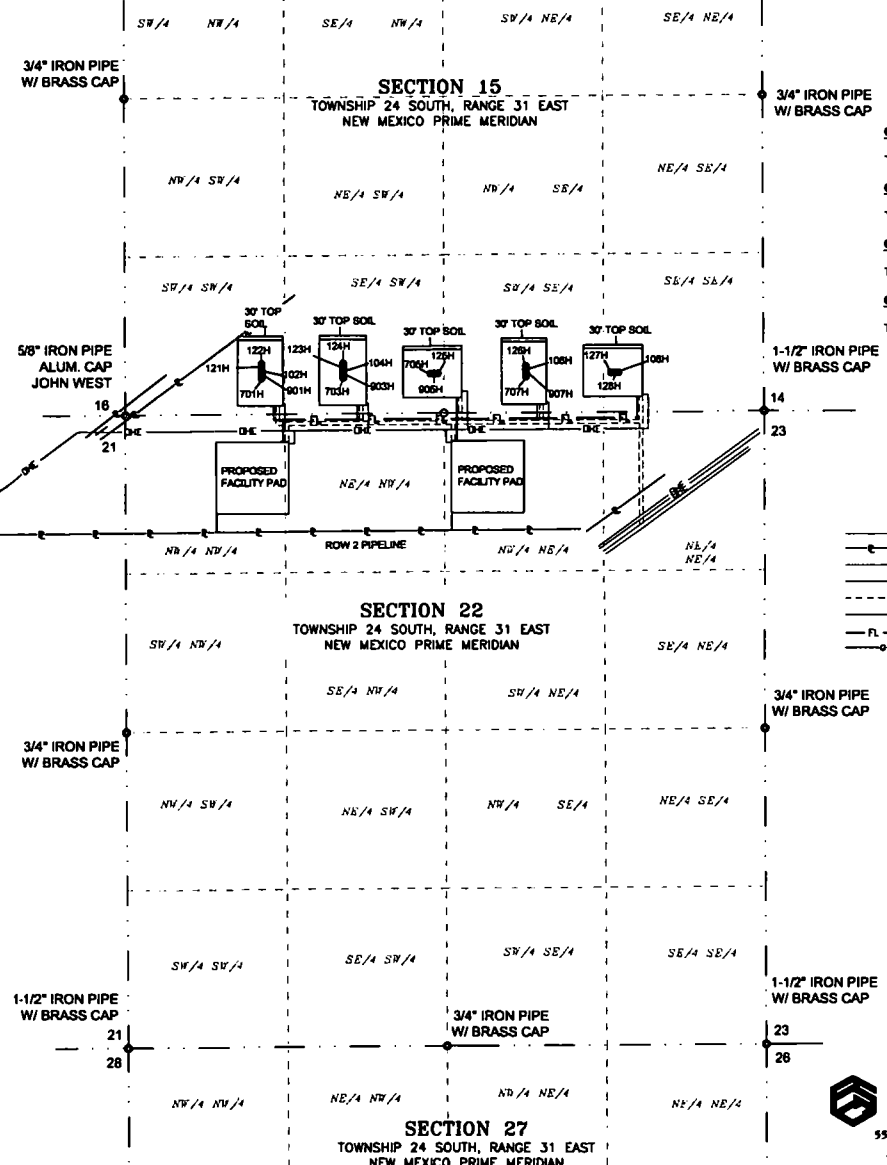 SW/4 NW/4
SE/4 NW/4
SW/4 NE/4
SE/4 NE/4
3/4" IRON PIPE
W/ BRASS CAP
SECTION 15
TOWNSHIP 24 SOUTH, RANGE 31 EAST
NEW MEXICO PRIME MERIDIAN
3/4" IRON PIPE
W/ BRASS CAP
NW/4 SW/4
NE/4 SW/4
NW/4 SE/4
NE/4 SE/4
SW/4 SW/4
SE/4 SW/4
SW/4 SE/4
SE/4 SE/4
30' TOP
SOIL
30' TOP SOIL
30' TOP SOIL
30' TOP SOIL
30' TOP SOIL
5/8" IRON PIPE
ALUM. CAP
JOHN WEST
1-1/2" IRON PIPE
W/ BRASS CAP
121H
122H
102H
901H
701H
123H
124H
104H
903H
703H
125H
905H
126H
106H
907H
707H
127H
108H
128H
16
21
14
23
OHE
OHE
OHE
OHE
OHE
FL
FL
FL
FL
PROPOSED
FACILITY PAD
NE/4 NW/4
PROPOSED
FACILITY PAD
ROW 2 PIPELINE
NW/4 NW/4
NW/4 NE/4
NE/4
NE/4
FL
SECTION 22
TOWNSHIP 24 SOUTH, RANGE 31 EAST
NEW MEXICO PRIME MERIDIAN
SW/4 NW/4
SE/4 NE/4
SE/4 NW/4
SW/4 NE/4
3/4" IRON PIPE
W/ BRASS CAP
3/4" IRON PIPE
W/ BRASS CAP
NW/4 SW/4
NE/4 SW/4
NW/4 SE/4
NE/4 SE/4
SW/4 SW/4
SE/4 SW/4
SW/4 SE/4
SE/4 SE/4
1-1/2" IRON PIPE
W/ BRASS CAP
3/4" IRON PIPE
W/ BRASS CAP
1-1/2" IRON PIPE
W/ BRASS CAP
21
28
23
26
NW/4 NW/4
NE/4 NW/4
NW/4 NE/4
NE/4 NE/4
SECTION 27
TOWNSHIP 24 SOUTH, RANGE 31 EAST
NEW MEXICO PRIME MERIDIAN
55